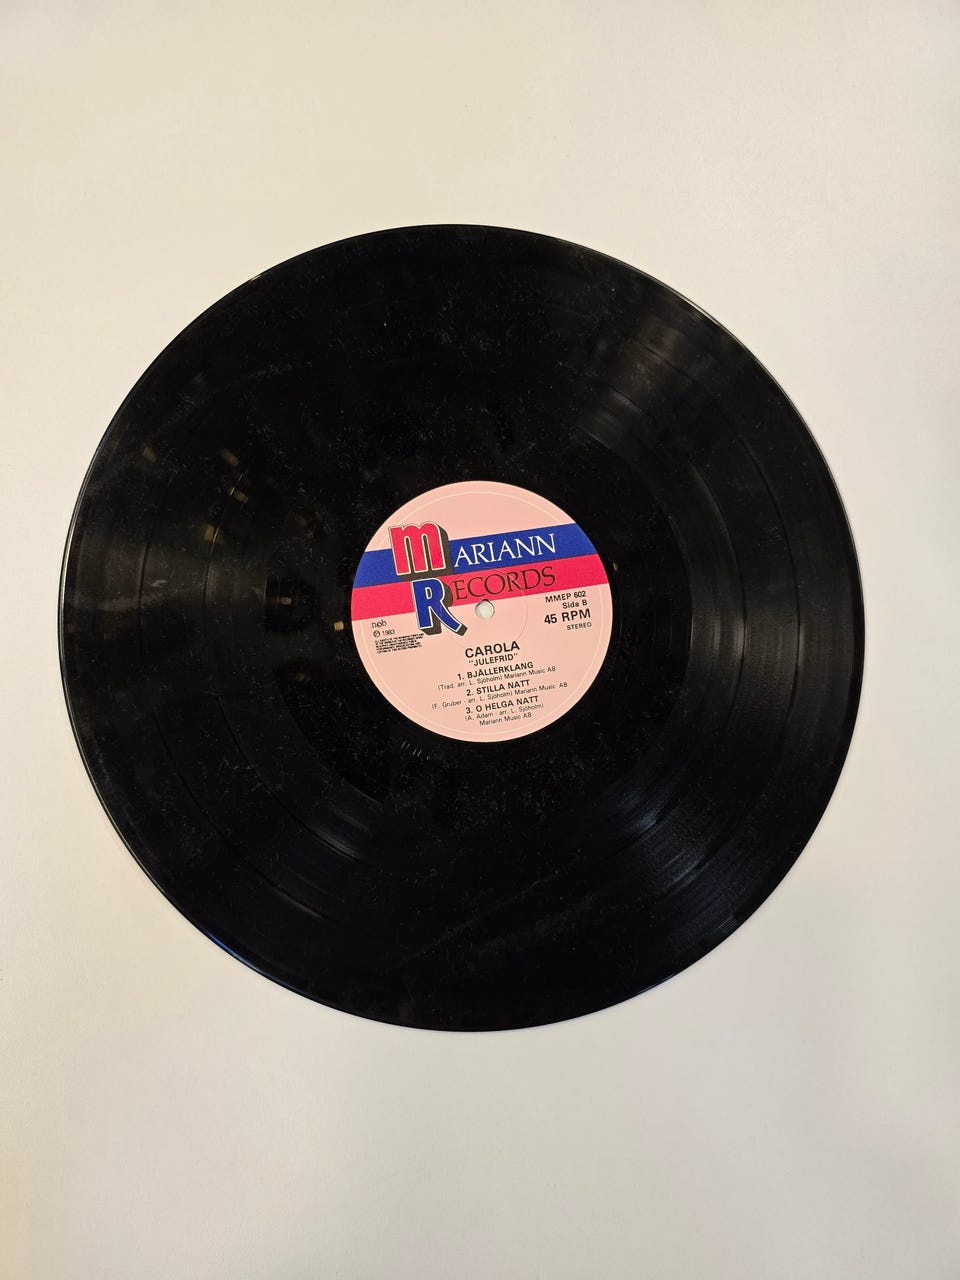 MARIANN
RECORDS
MMEP 602
Sida B
45 RPM
STEREO
n©b
Ⓟ 1983
CAROLA
"JULEFRID"
1. BJÄLLERKLANG
(Trad. arr. L. Sjöholm) Mariann Music AB
2. STILLA NATT
(F. Gruber - arr. L. Sjöholm) Mariann Music AB
3. O HELGA NATT
(A. Adam - arr. L. Sjöholm)
Mariann Music AB